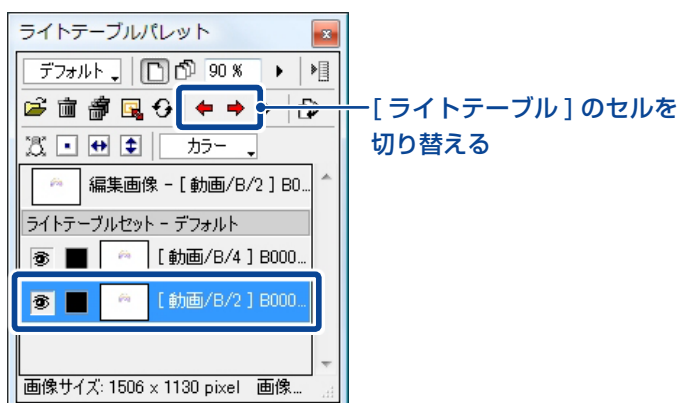 ライトテーブルパレット
デフォルト 90 %
[ライトテーブル]のセルを
切り替える
カラー
編集画像 - [ 動画/B/2 ] B0...
ライトテーブルセット - デフォルト
[ 動画/B/4 ] B000...
[ 動画/B/2 ] B000...
画像サイズ: 1506 x 1130 pixel 画像...